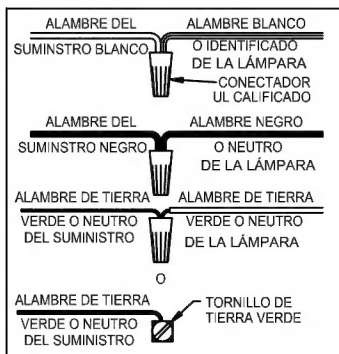 ALAMBRE DEL ALAMBRE BLANCO
SUMINSTRO BLANCO O IDENTIFICADO
DE LA LÁMPARA
CONECTADOR
UL CALIFICADO
ALAMBRE DEL ALAMBRE NEGRO
SUMINSTRO NEGRO O NEUTRO
DE LA LÁMPARA
ALAMBRE DE TIERRA ALAMBRE DE TIERRA
VERDE O NEUTRO VERDE O NEUTRO
DEL SUMINISTRO DE LA LÁMPARA
O
ALAMBRE DE TIERRA TORNILLO DE
VERDE O NEUTRO TIERRA VERDE
DEL SUMINISTRO